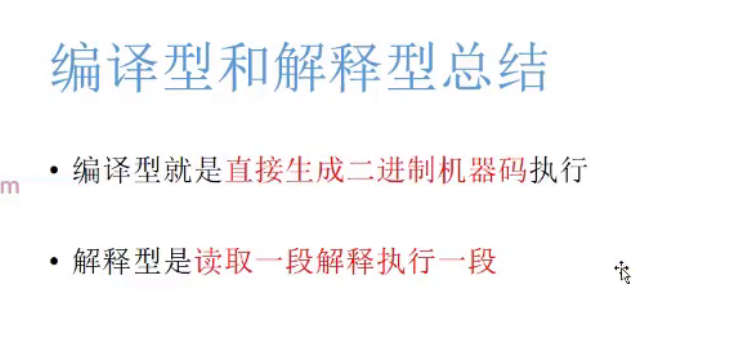 编译型和解释型总结
• 编译型就是直接生成二进制机器码执行
m
• 解释型是读取一段解释执行一段